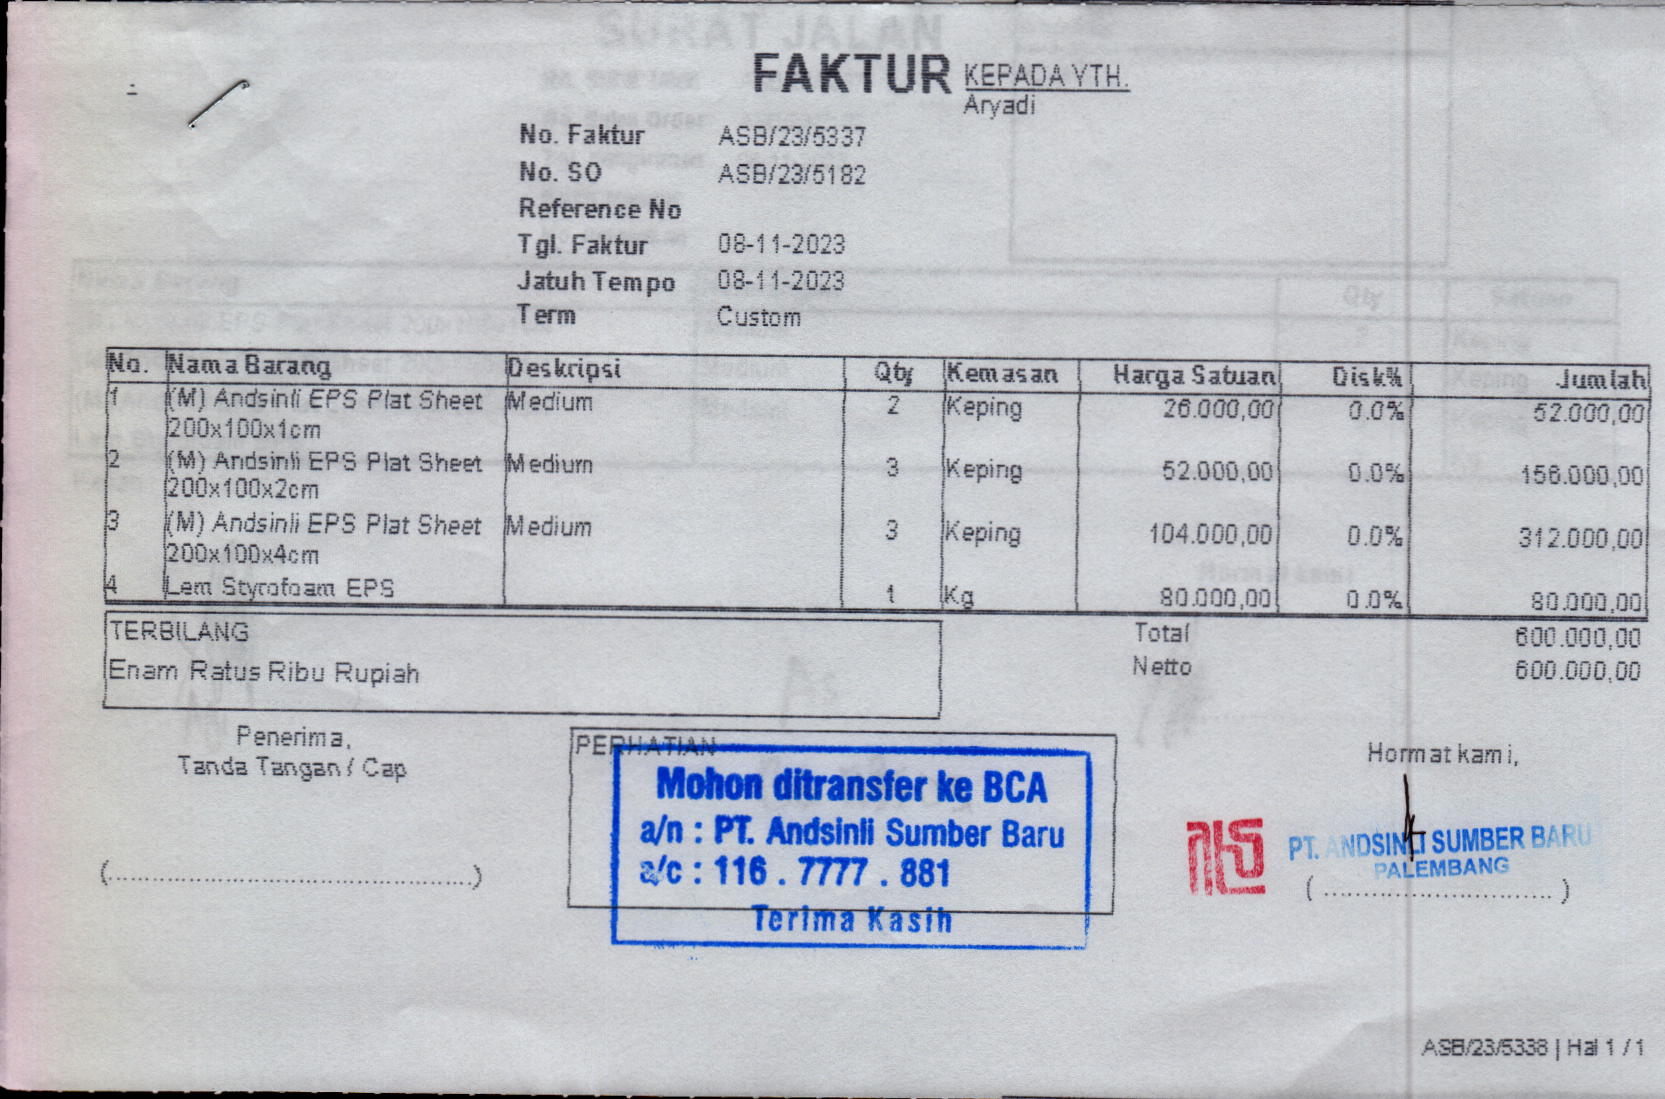 FAKTUR
KEPADA YTH.
Aryadi
No. Faktur ASB/23/5337
No. SO ASB/23/5182
Reference No
Tgl. Faktur 08-11-2023
Jatuh Tempo 08-11-2023
Term Custom
No. Nama Barang Deskripsi Qty Kemasan Harga Satuan Disk% Jumlah
1 (M) Andsinli EPS Plat Sheet Medium 2 Keping 26.000,00 0.0% 52.000,00
200x100x1cm
2 (M) Andsinli EPS Plat Sheet Medium 3 Keping 52.000,00 0.0% 156.000,00
200x100x2cm
3 (M) Andsinli EPS Plat Sheet Medium 3 Keping 104.000,00 0.0% 312.000,00
200x100x4cm
4 Lem Styrofoam EPS 1 Kg 80.000,00 0.0% 80.000,00
TERBILANG
Enam Ratus Ribu Rupiah
Total 600.000,00
Netto 600.000,00
Penerima,
Tanda Tangan / Cap
(............................................)
PERHATIAN
Mohon ditransfer ke BCA
a/n : PT. Andsinli Sumber Baru
a/c : 116 . 7777 . 881
Terima Kasih
Hormat kami,
PT. ANDSINLI SUMBER BARU
PALEMBANG
(............................)
ASB/23/5338 | Hal 1 / 1